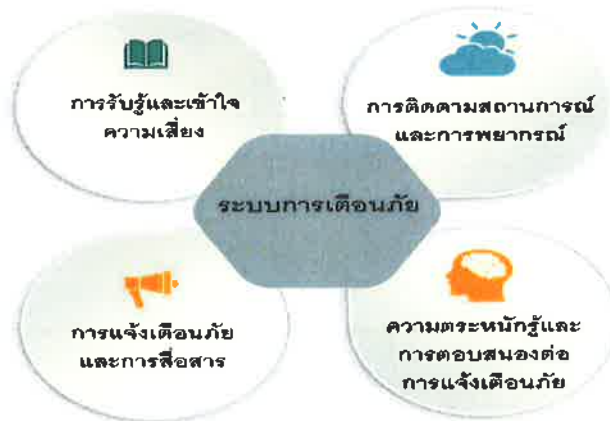 การรับรู้และเข้าใจ
ความเสี่ยง
การติดตามสถานการณ์
และการพยากรณ์
ระบบการเตือนภัย
การแจ้งเตือนภัย
และการสื่อสาร
ความตระหนักรู้และ
การตอบสนองต่อ
การแจ้งเตือนภัย